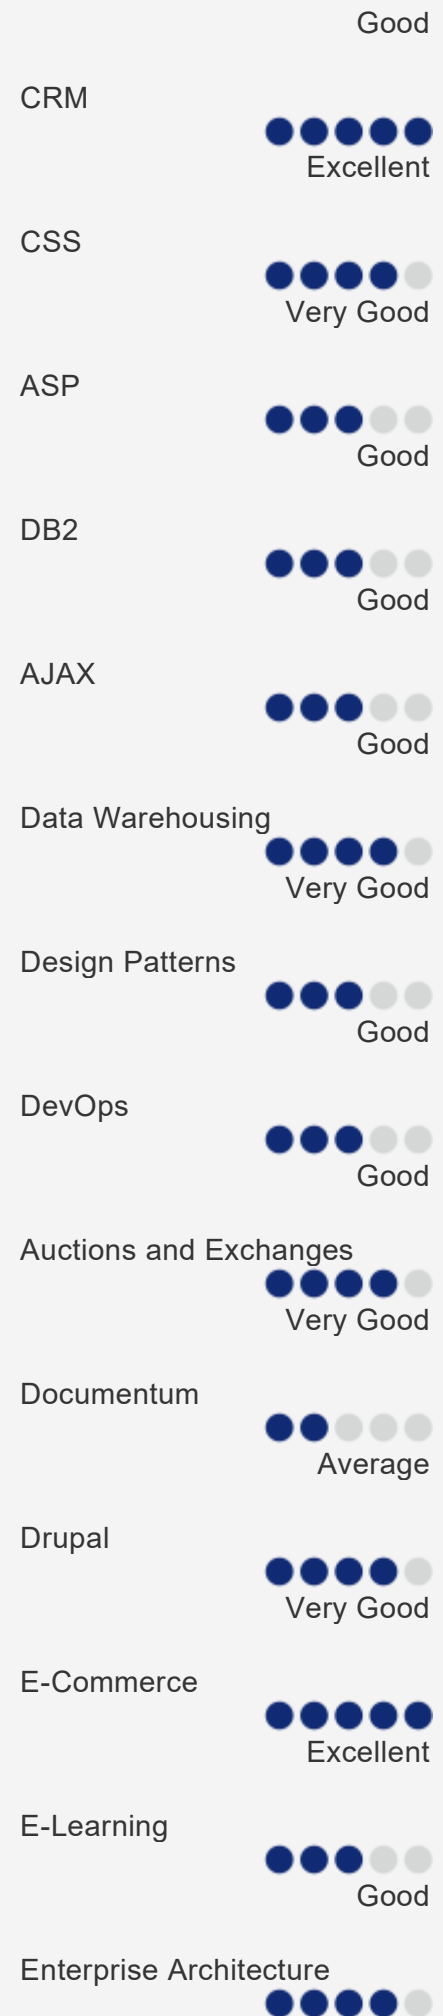 Good
CRM
Excellent
CSS
Very Good
ASP
Good
DB2
Good
AJAX
Good
Data Warehousing
Very Good
Design Patterns
Good
DevOps
Good
Auctions and Exchanges
Very Good
Documentum
Average
Drupal
Very Good
E-Commerce
Excellent
E-Learning
Good
Enterprise Architecture